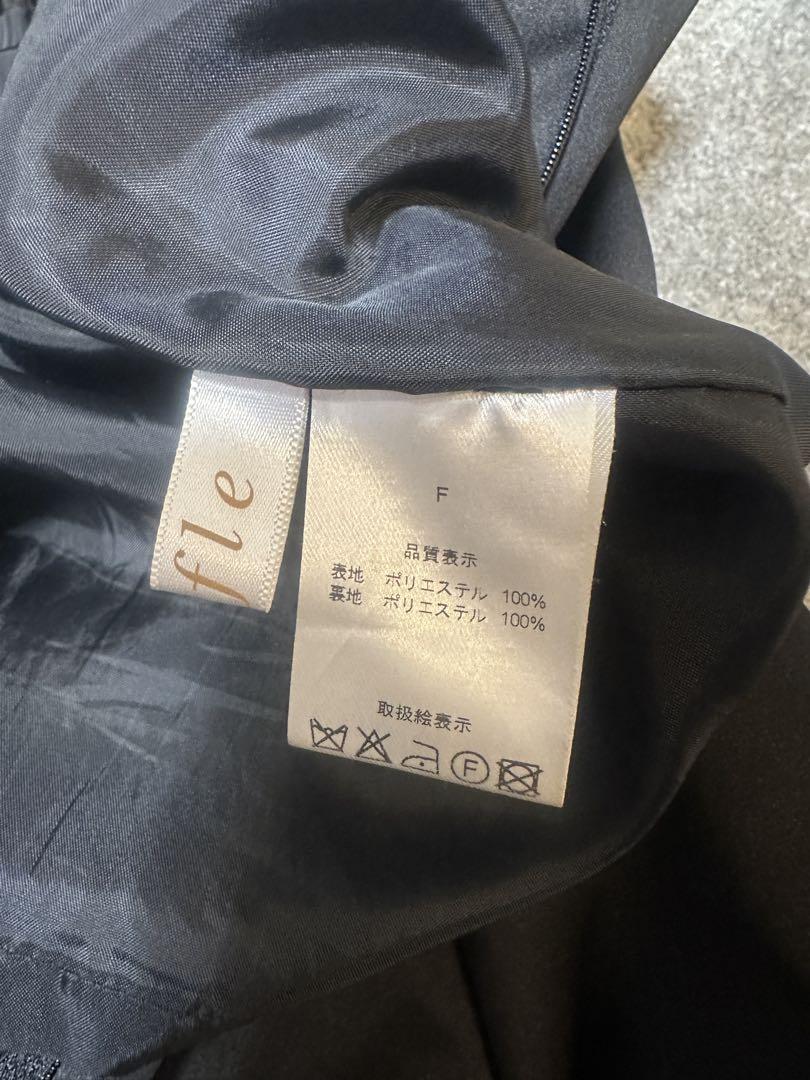 fle
F
品質表示
表地 ポリエステル 100%
裏地 ポリエステル 100%
取扱絵表示
F